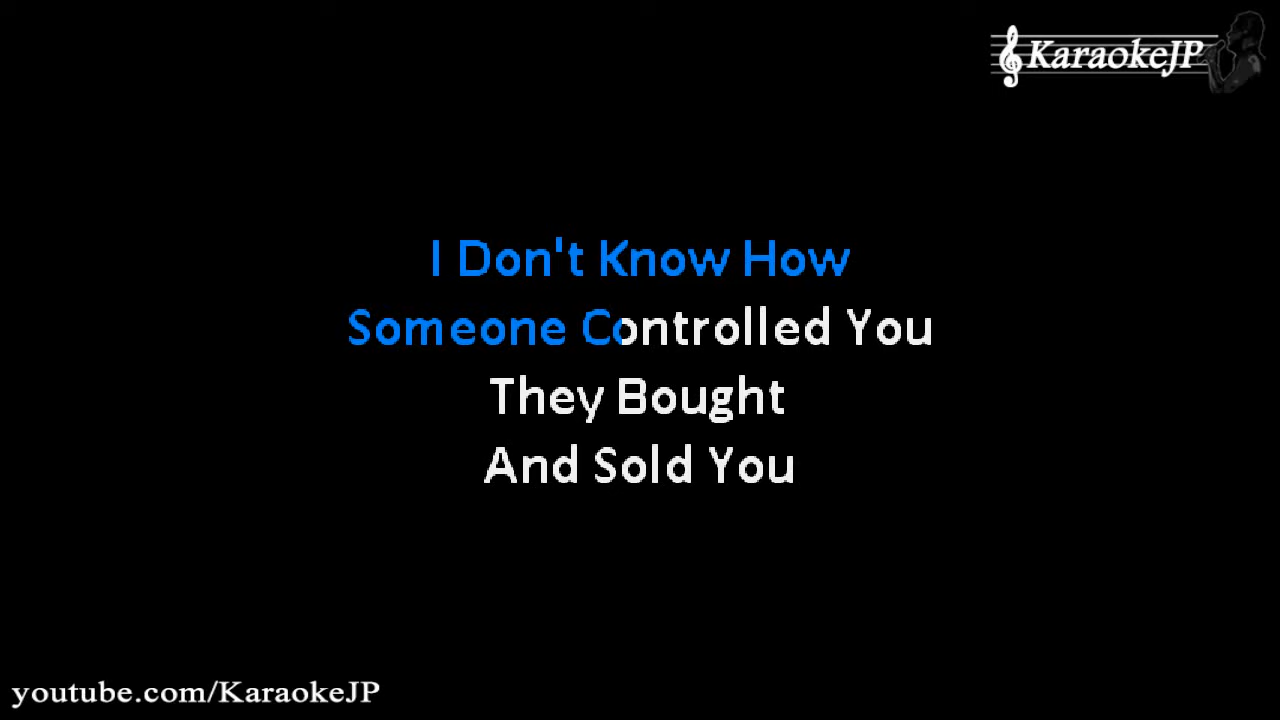 KaraokeJP
I Don't Know How
Someone Controlled You
They Bought
And Sold You
youtube.com/KaraokeJP